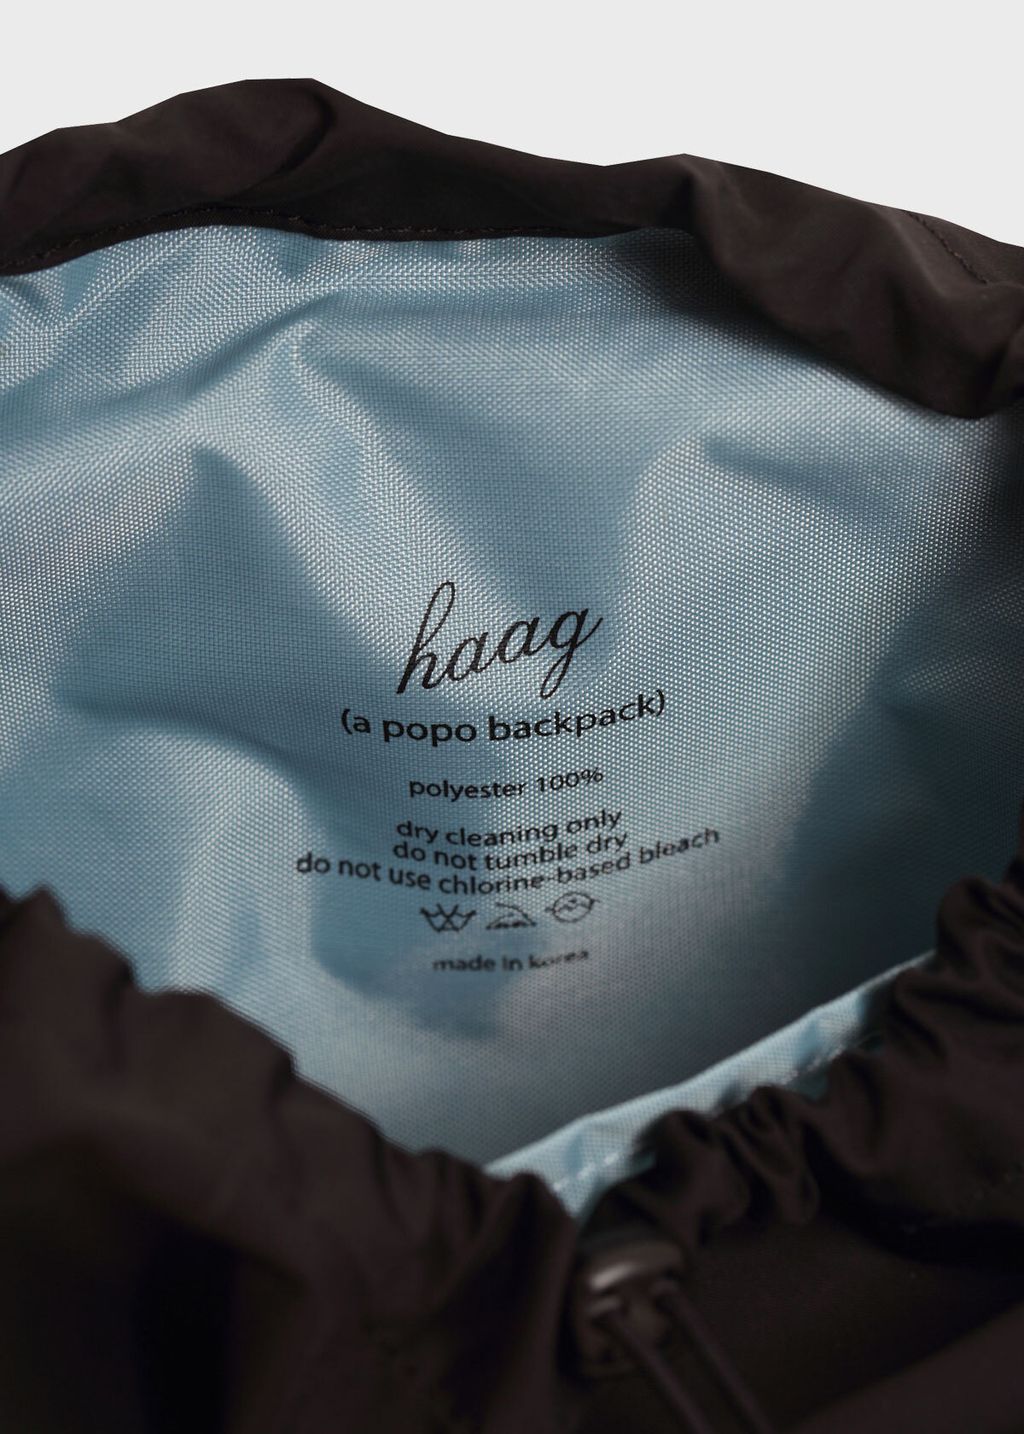 haag
(a popo backpack)
polyester 100%
dry cleaning only
do not tumble dry
do not use chlorine-based bleach
made in korea